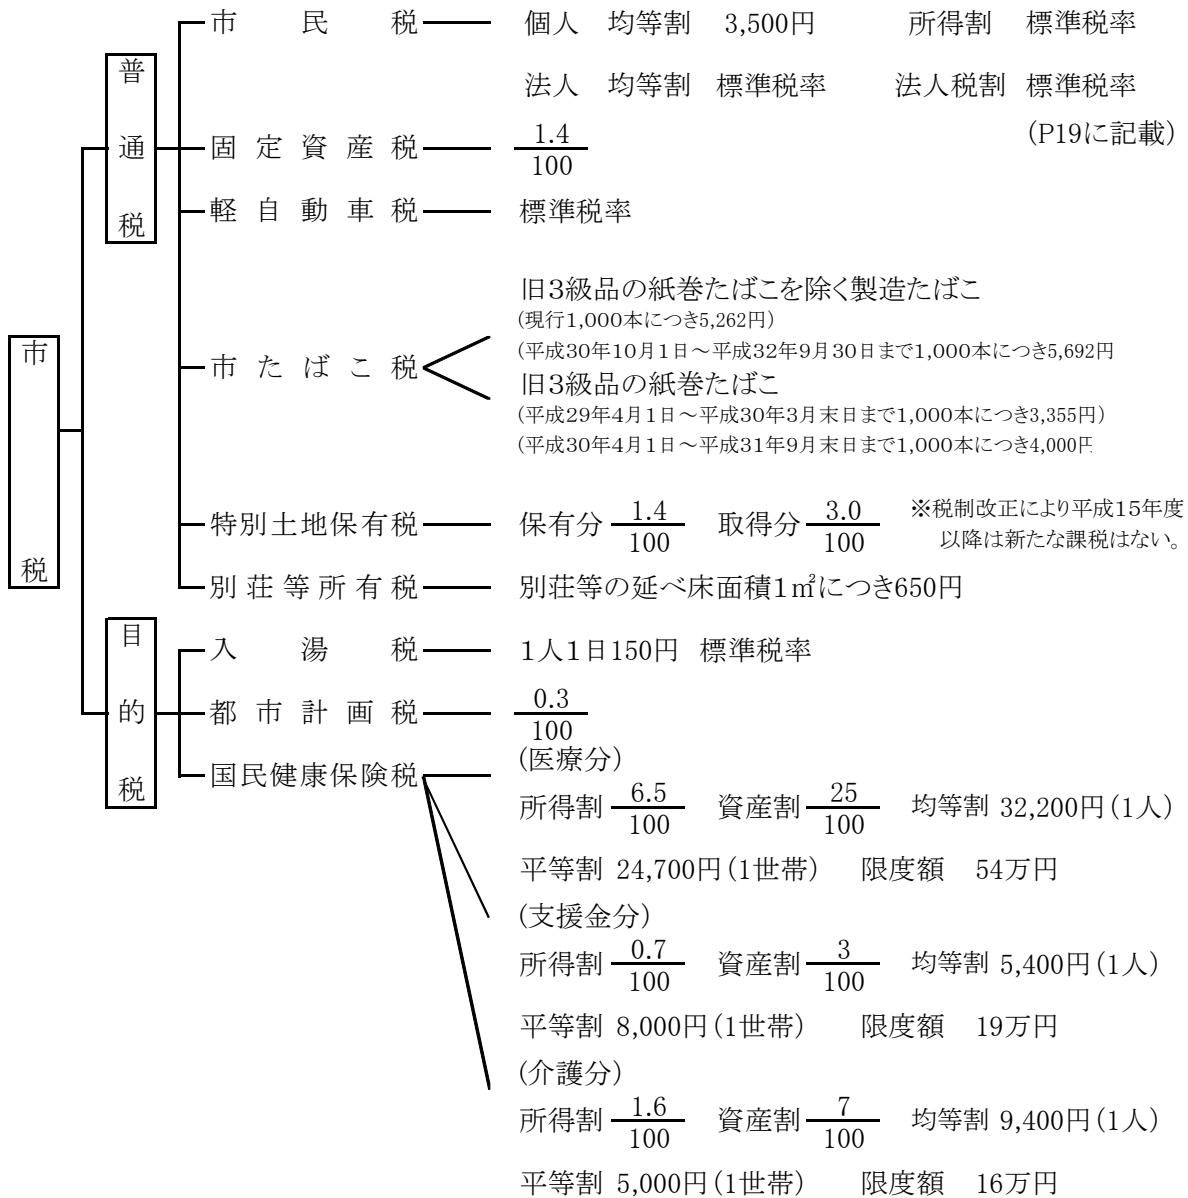 市税
普通税
市民税 個人 均等割 3,500円 所得割 標準税率
法人 均等割 標準税率 法人税割 標準税率
(P19に記載)
固定資産税 1.4/100
軽自動車税 標準税率
市たばこ税
旧３級品の紙巻たばこを除く製造たばこ
(現行１,０００本につき5,262円)
(平成３０年１０月１日～平成３２年９月３０日まで１,０００本につき5,692円
旧３級品の紙巻たばこ
(平成２９年４月１日～平成３０年３月末日まで１,０００本につき3,355円)
(平成３０年４月１日～平成３１年９月末日まで１,０００本につき4,000円
特別土地保有税 保有分 1.4/100 取得分 3.0/100 ※税制改正により平成１５年度
以降は新たな課税はない。
別荘等所有税 別荘等の延べ床面積１㎡につき650円
目的税
入湯税 １人１日150円 標準税率
都市計画税 0.3/100
国民健康保険税
(医療分)
所得割 6.5/100 資産割 25/100 均等割 32,200円(1人)
平等割 24,700円(1世帯) 限度額 54万円
(支援金分)
所得割 0.7/100 資産割 3/100 均等割 5,400円(1人)
平等割 8,000円(1世帯) 限度額 19万円
(介護分)
所得割 1.6/100 資産割 7/100 均等割 9,400円(1人)
平等割 5,000円(1世帯) 限度額 16万円